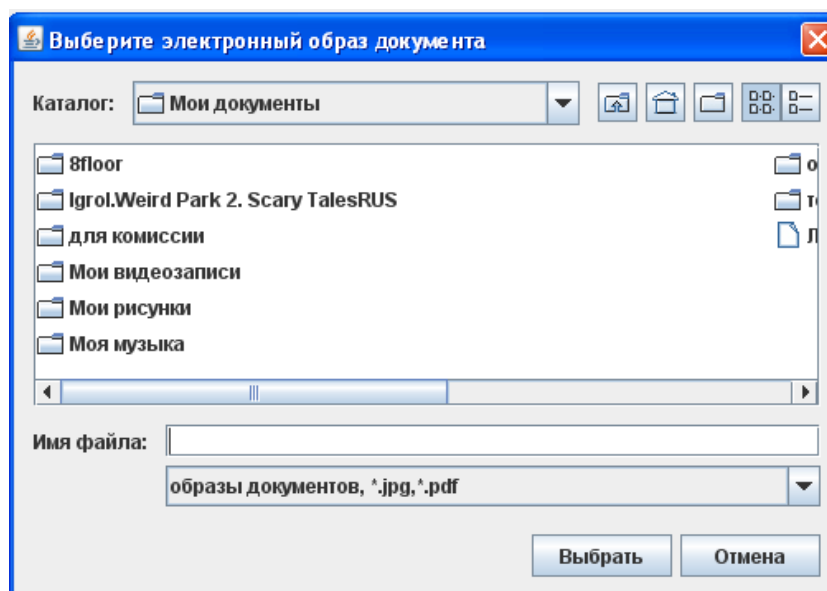 Выберите электронный образ документа
Каталог: Мои документы
8floor
Igrol.Weird Park 2. Scary TalesRUS
для комиссии
Мои видеозаписи
Мои рисунки
Моя музыка
Имя файла:
образы документов, *.jpg,*.pdf
Выбрать Отмена